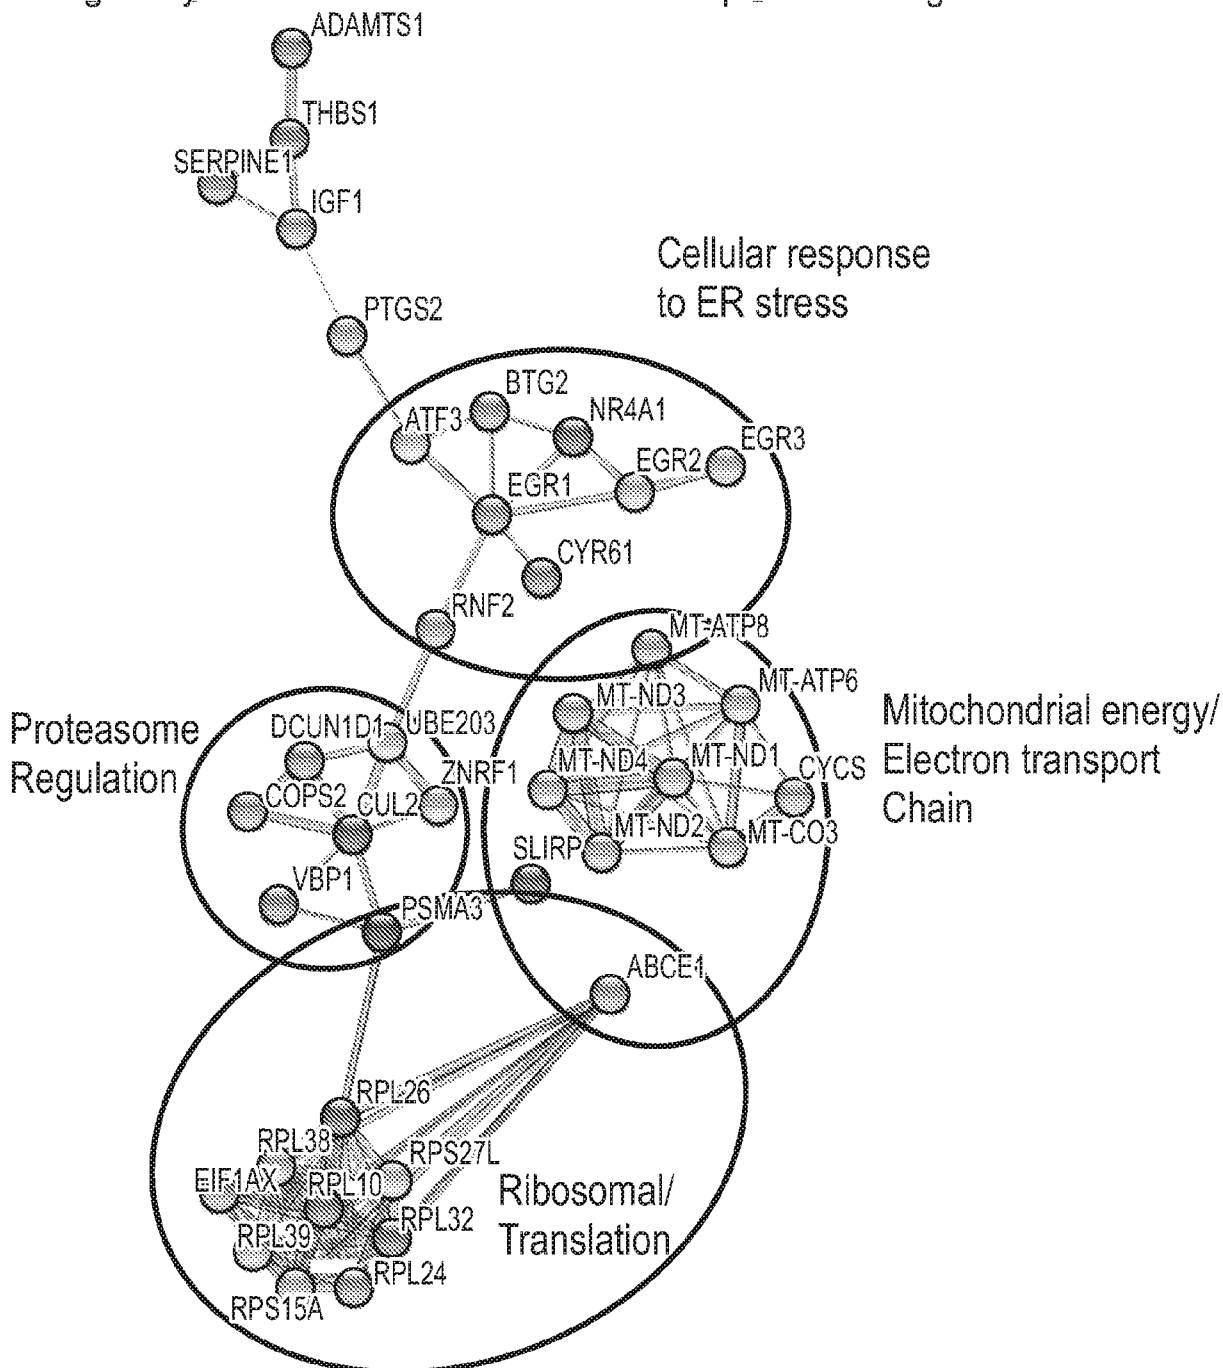 ADAMTS1
THBS1
SERPINE1
IGF1
Cellular response
to ER stress
PTGS2
BTG2
ATF3
NR4A1
EGR3
EGR2
EGR1
CYR61
RNF2
MT-ATP8
MT-ATP6
MT-ND3
Proteasome
Regulation
DCUN1D1
UBE203
Mitochondrial energy/
Electron transport
Chain
MT-ND4
MT-ND1
ZNRF1
CYCS
COPS2
CUL2
MT-ND2
MT-CO3
SLIRP
VBP1
PSMA3
ABCE1
RPL26
RPL38
RPS27L
EIF1AX
RPL10
Ribosomal/
Translation
RPL32
RPL39
RPL24
RPS15A